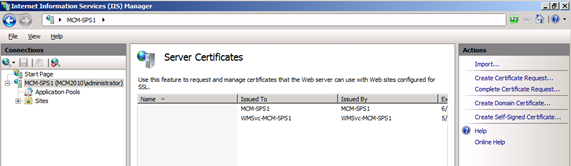 Internet Information Services (IIS) Manager
MCM-SPS1
File View Help
Connections
Start Page
MCM-SPS1 (MCM2010\administrator)
Application Pools
Sites
Server Certificates
Use this feature to request and manage certificates that the Web server can use with Web sites configured for
SSL.
Name Issued To Issued By Ex
MCM-SPS1 MCM-SPS1 6/
WMSvc-MCM-SPS1 WMSvc-MCM-SPS1 5/
Actions
Import...
Create Certificate Request...
Complete Certificate Request...
Create Domain Certificate...
Create Self-Signed Certificate...
Help
Online Help